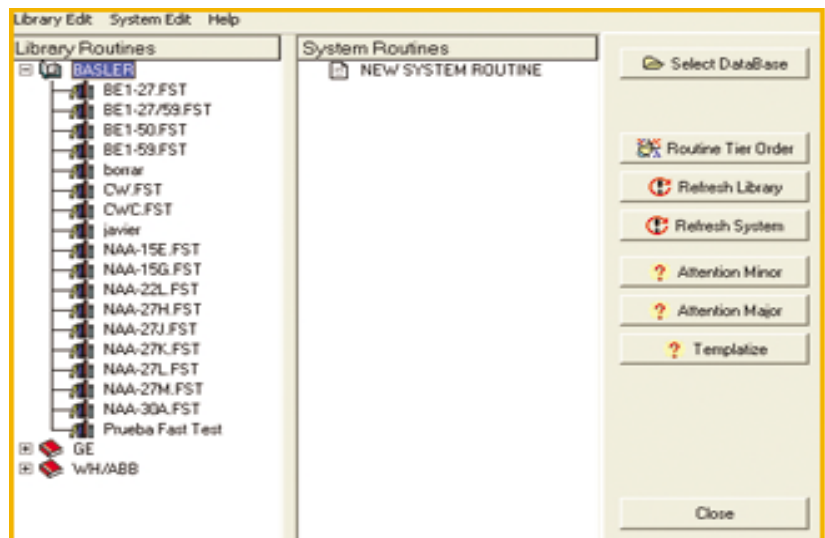 Library Edit System Edit Help
Library Routines
BASLER
BE1-27.FST
BE1-27/59.FST
BE1-50.FST
BE1-59.FST
borrar
CW.FST
CWC.FST
javier
NAA-15E.FST
NAA-15G.FST
NAA-22L.FST
NAA-27H.FST
NAA-27J.FST
NAA-27K.FST
NAA-27L.FST
NAA-27M.FST
NAA-30A.FST
Prueba Fast Test
GE
WH/ABB
System Routines
NEW SYSTEM ROUTINE
Select DataBase
Routine Tier Order
Refresh Library
Refresh System
Attention Minor
Attention Major
Templatize
Close